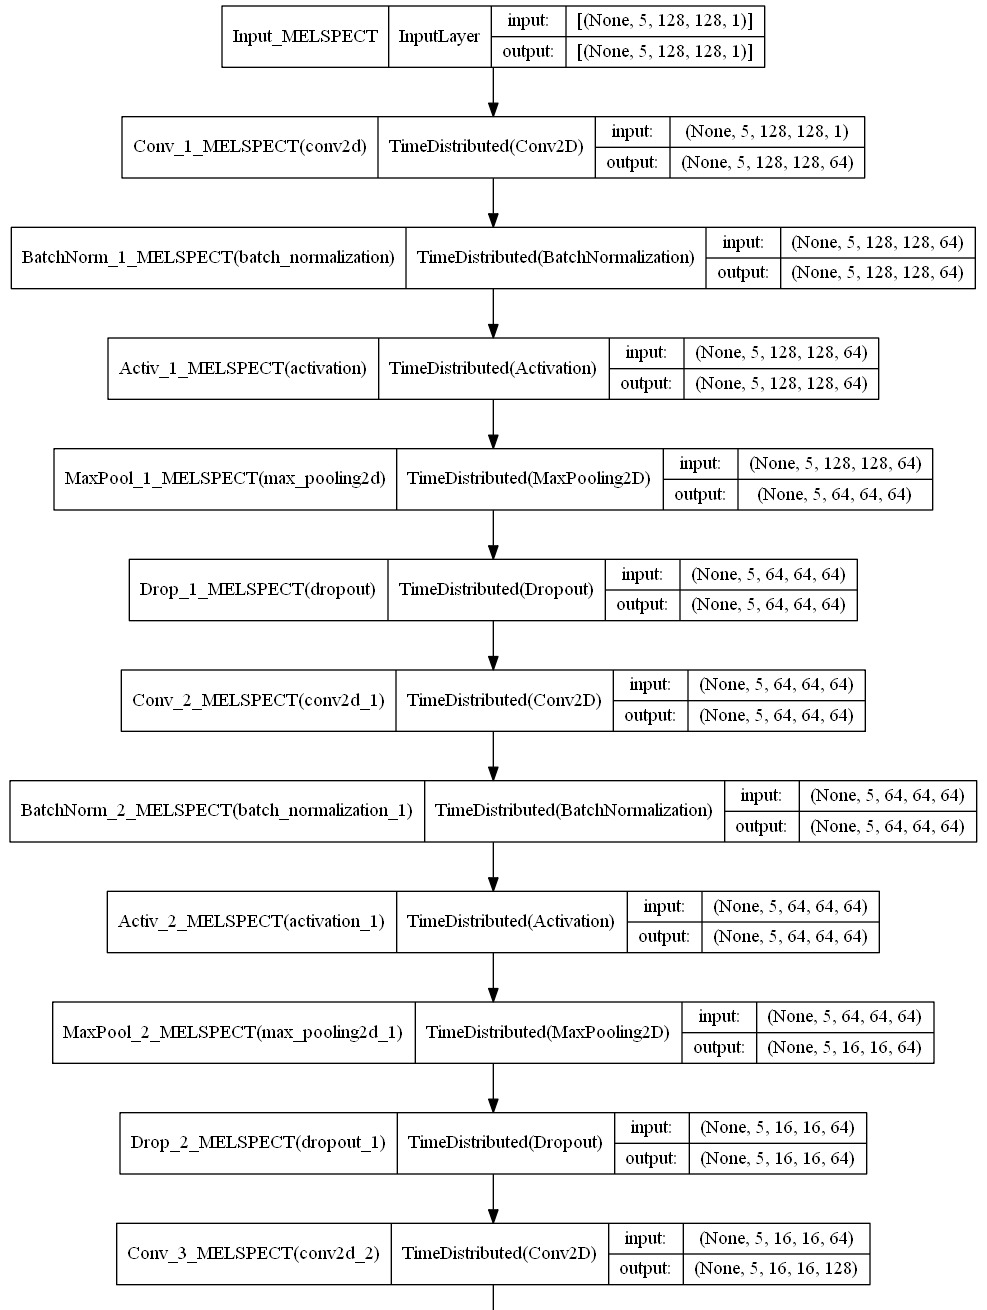 Input_MELSPECT InputLayer input: [(None, 5, 128, 128, 1)]
output: [(None, 5, 128, 128, 1)]
Conv_1_MELSPECT(conv2d) TimeDistributed(Conv2D) input: (None, 5, 128, 128, 1)
output: (None, 5, 128, 128, 64)
BatchNorm_1_MELSPECT(batch_normalization) TimeDistributed(BatchNormalization) input: (None, 5, 128, 128, 64)
output: (None, 5, 128, 128, 64)
Activ_1_MELSPECT(activation) TimeDistributed(Activation) input: (None, 5, 128, 128, 64)
output: (None, 5, 128, 128, 64)
MaxPool_1_MELSPECT(max_pooling2d) TimeDistributed(MaxPooling2D) input: (None, 5, 128, 128, 64)
output: (None, 5, 64, 64, 64)
Drop_1_MELSPECT(dropout) TimeDistributed(Dropout) input: (None, 5, 64, 64, 64)
output: (None, 5, 64, 64, 64)
Conv_2_MELSPECT(conv2d_1) TimeDistributed(Conv2D) input: (None, 5, 64, 64, 64)
output: (None, 5, 64, 64, 64)
BatchNorm_2_MELSPECT(batch_normalization_1) TimeDistributed(BatchNormalization) input: (None, 5, 64, 64, 64)
output: (None, 5, 64, 64, 64)
Activ_2_MELSPECT(activation_1) TimeDistributed(Activation) input: (None, 5, 64, 64, 64)
output: (None, 5, 64, 64, 64)
MaxPool_2_MELSPECT(max_pooling2d_1) TimeDistributed(MaxPooling2D) input: (None, 5, 64, 64, 64)
output: (None, 5, 16, 16, 64)
Drop_2_MELSPECT(dropout_1) TimeDistributed(Dropout) input: (None, 5, 16, 16, 64)
output: (None, 5, 16, 16, 64)
Conv_3_MELSPECT(conv2d_2) TimeDistributed(Conv2D) input: (None, 5, 16, 16, 64)
output: (None, 5, 16, 16, 128)